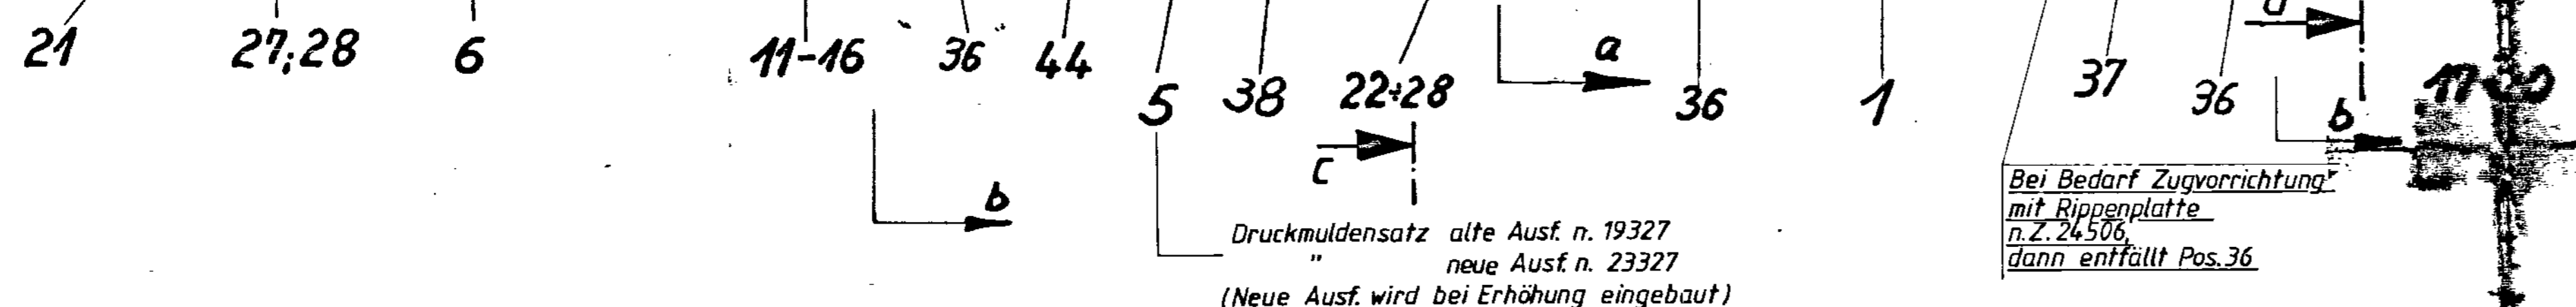 21 27;28 6 11-16 36 44 5 38 22÷28 a 36 1 37 36
c b b
Bei Bedarf Zugvorrichtung
mit Rippenplatte
n.Z. 24506,
dann entfällt Pos.36
Druckmuldensatz alte Ausf. n. 19327
" neue Ausf. n. 23327
(Neue Ausf. wird bei Erhöhung eingebaut)